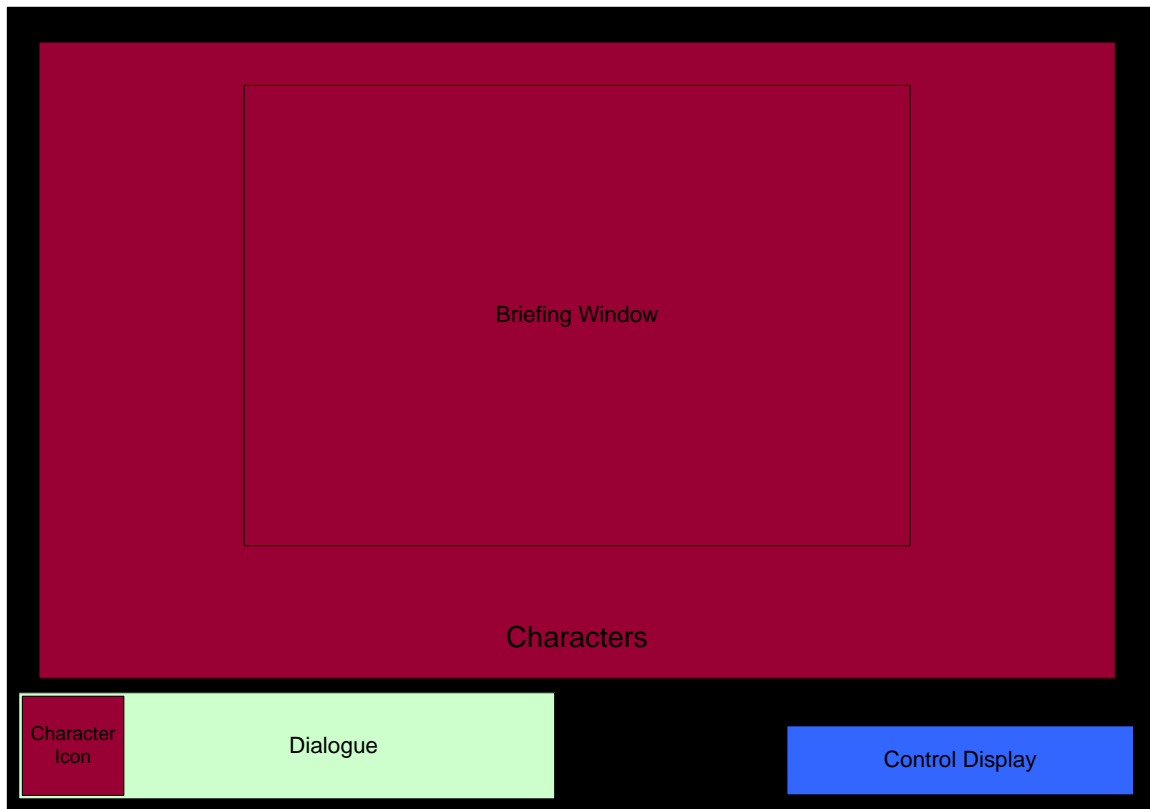 Briefing Window
Characters
Character
Icon
Dialogue
Control Display